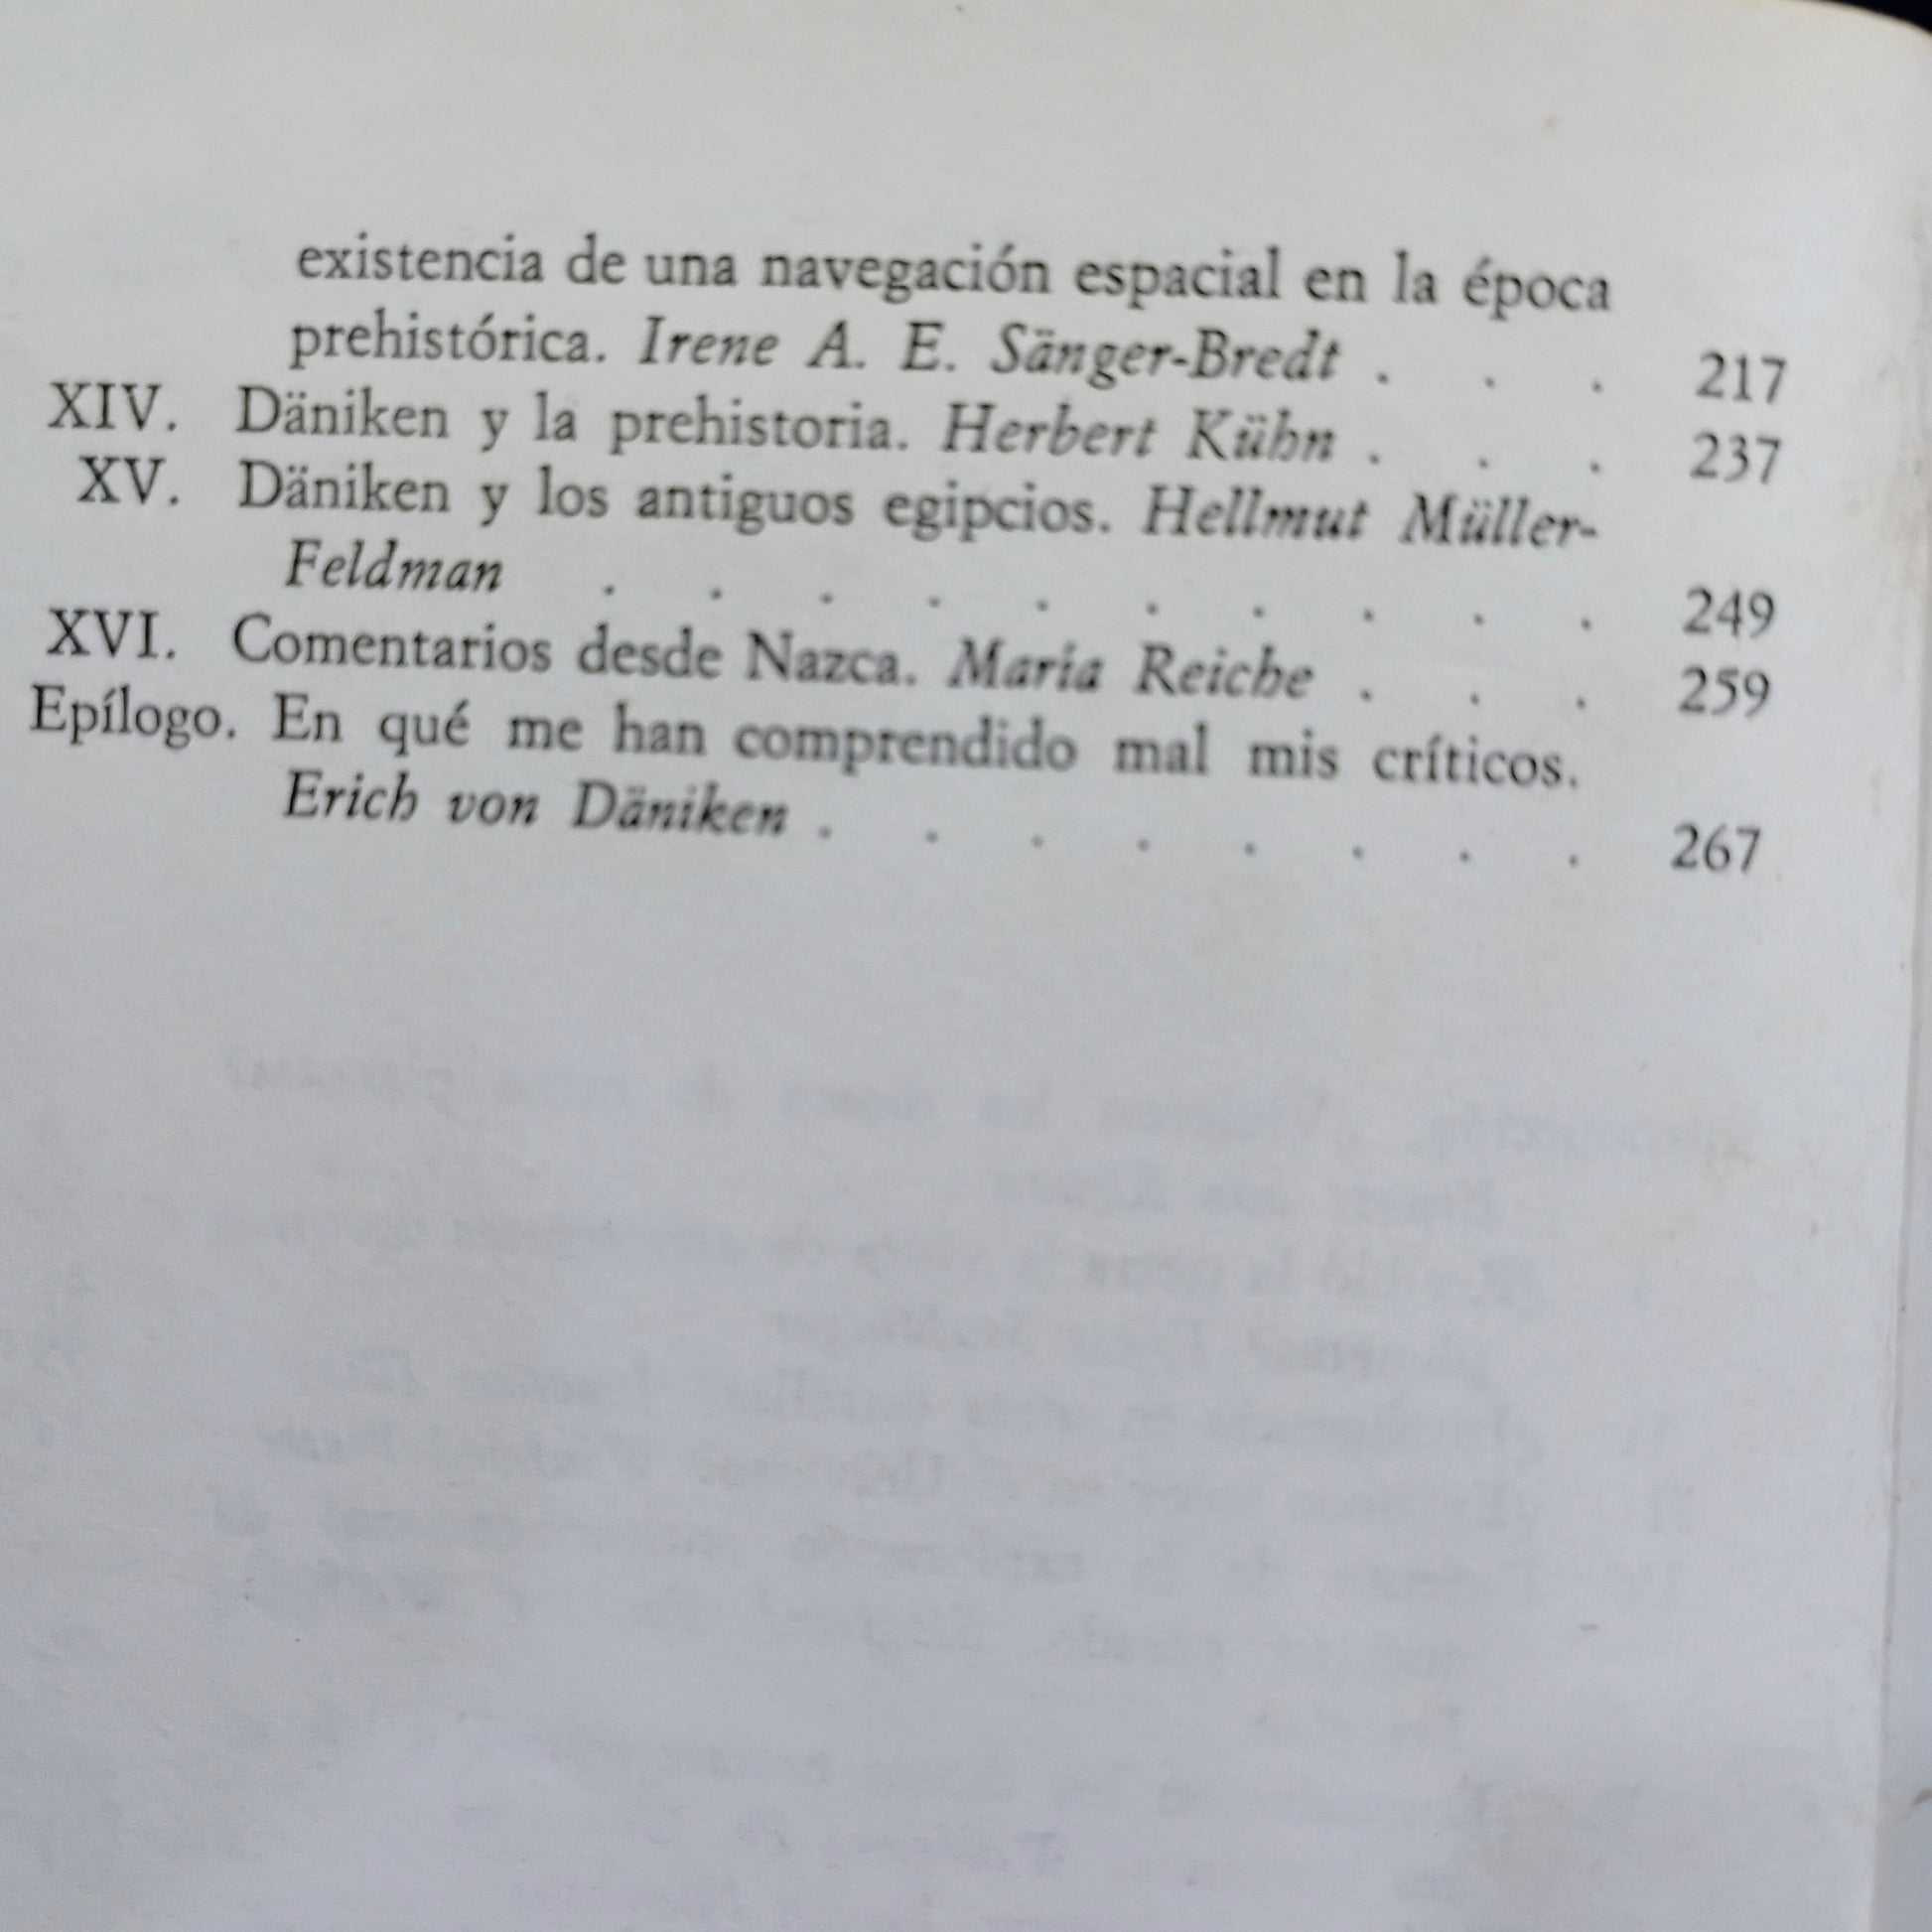 existencia de una navegación espacial en la época
prehistórica. Irene A. E. Sänger-Bredt . . . 217
XIV. Däniken y la prehistoria. Herbert Kühn . . . 237
XV. Däniken y los antiguos egipcios. Hellmut Müller-
Feldman . . . . . . . . . . 249
XVI. Comentarios desde Nazca. María Reiche . . . 259
Epílogo. En qué me han comprendido mal mis críticos.
Erich von Däniken . . . . . . . . 267